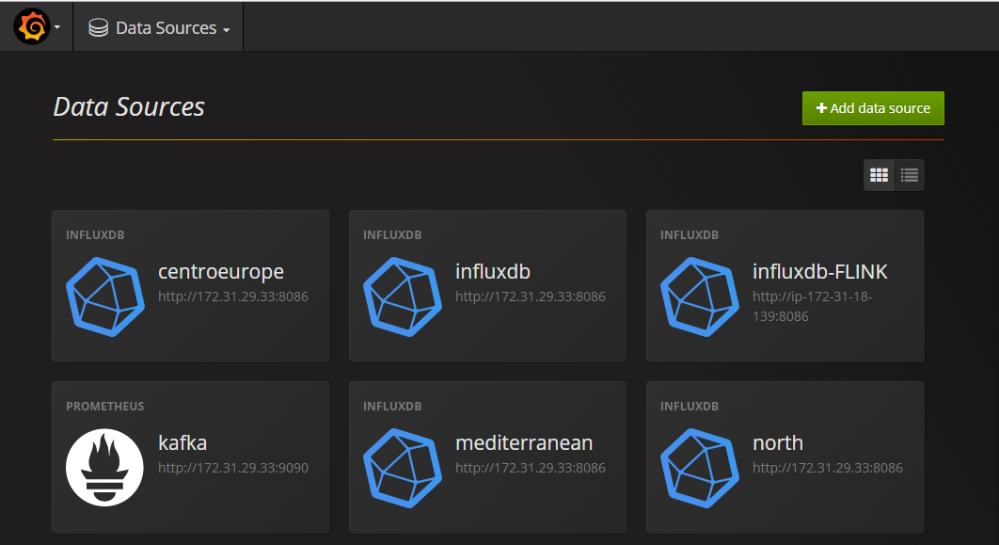 Data Sources
Data Sources
Add data source
INFLUXDB
centroeurope
http://172.31.29.33:8086
INFLUXDB
influxdb
http://172.31.29.33:8086
INFLUXDB
influxdb-FLINK
http://ip-172-31-18-
139:8086
PROMETHEUS
kafka
http://172.31.29.33:9090
INFLUXDB
mediterranean
http://172.31.29.33:8086
INFLUXDB
north
http://172.31.29.33:8086